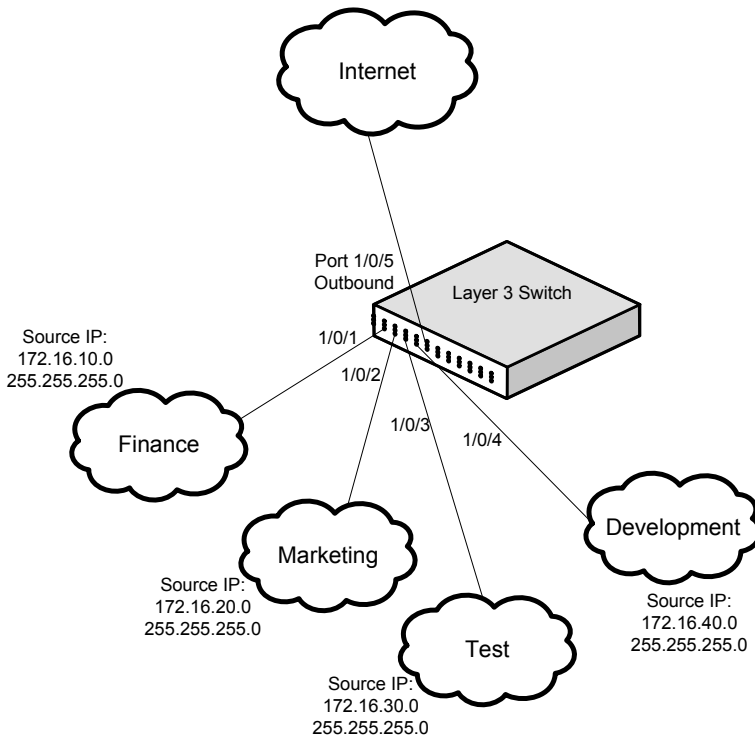 Internet
Port 1/0/5
Outbound
Layer 3 Switch
Source IP:
172.16.10.0
255.255.255.0
1/0/1
1/0/2
1/0/3
1/0/4
Finance
Marketing
Development
Source IP:
172.16.20.0
255.255.255.0
Source IP:
172.16.40.0
255.255.255.0
Test
Source IP:
172.16.30.0
255.255.255.0